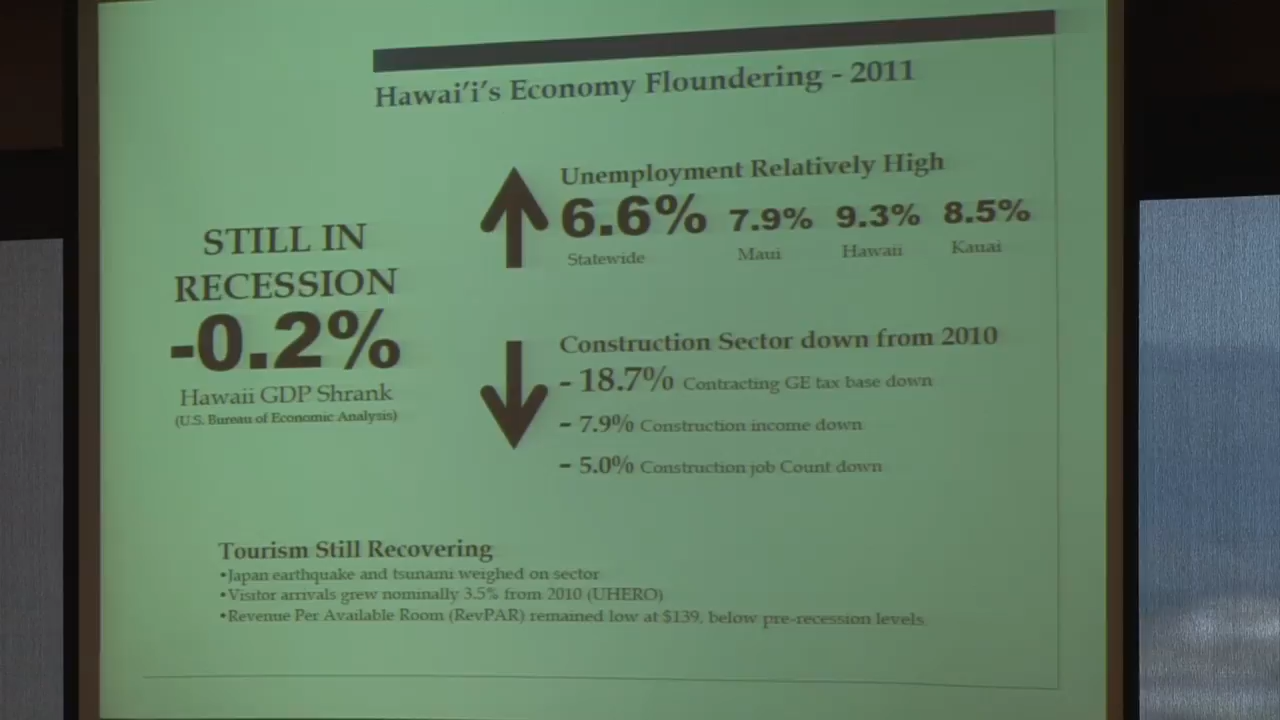 Hawai'i's Economy Floundering - 2011
STILL IN
RECESSION
-0.2%
Hawaii GDP Shrank
(U.S. Bureau of Economic Analysis)
Unemployment Relatively High
6.6% 7.9% 9.3% 8.5%
Statewide Maui Hawaii Kauai
Construction Sector down from 2010
- 18.7% Contracting GE tax base down
- 7.9% Construction income down
- 5.0% Construction job Count down
Tourism Still Recovering
•Japan earthquake and tsunami weighed on sector
•Visitor arrivals grew nominally 3.5% from 2010 (UHERO)
•Revenue Per Available Room (RevPAR) remained low at $139, below pre-recession levels